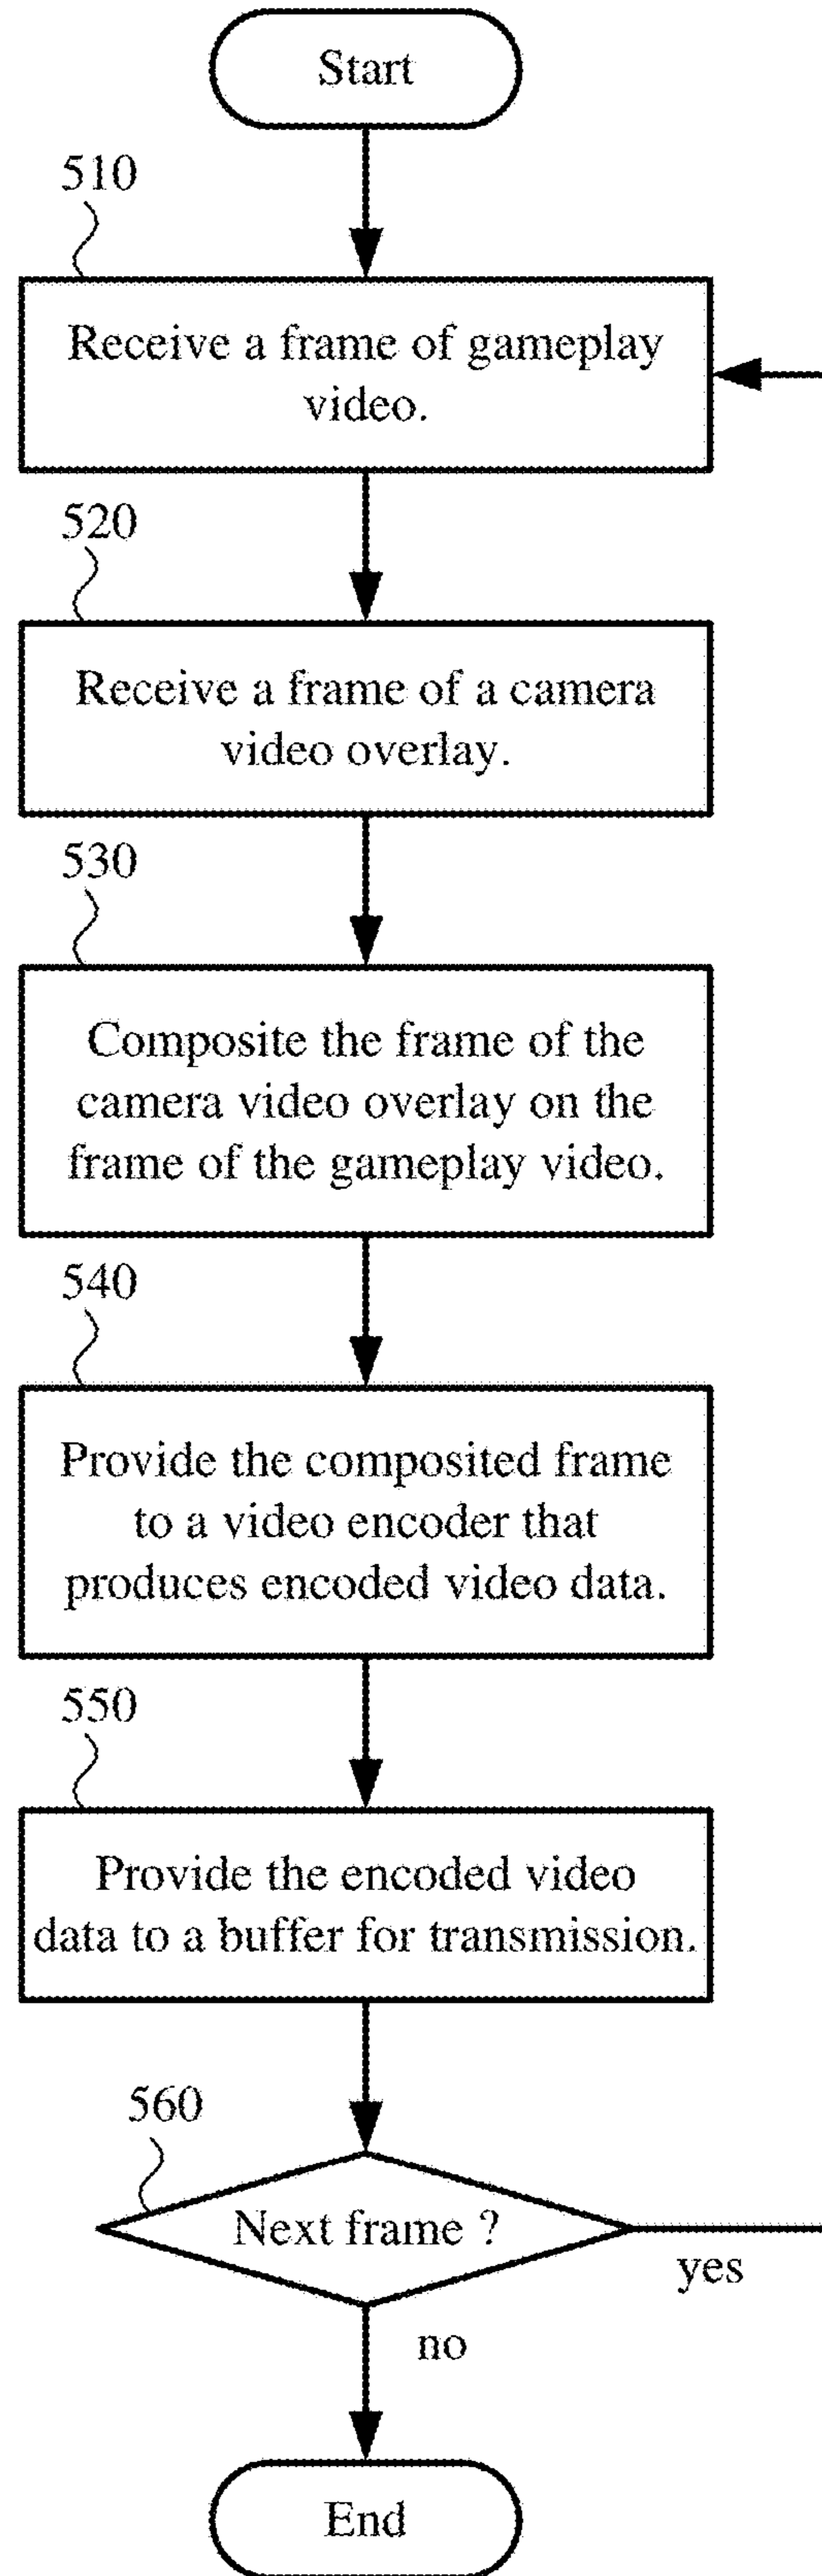 Start
510
Receive a frame of gameplay
video.
520
Receive a frame of a camera
video overlay.
530
Composite the frame of the
camera video overlay on the
frame of the gameplay video.
540
Provide the composited frame
to a video encoder that
produces encoded video data.
550
Provide the encoded video
data to a buffer for transmission.
560
Next frame ?
yes
no
End